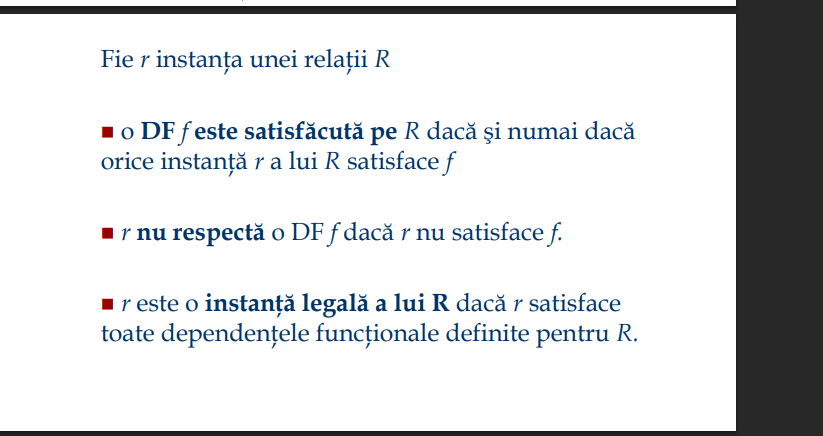 Fie r instanța unei relații R
■ o DF f este satisfăcută pe R dacă şi numai dacă
orice instanță r a lui R satisface f
■ r nu respectă o DF f dacă r nu satisface f.
■ r este o instanță legală a lui R dacă r satisface
toate dependențele funcționale definite pentru R.